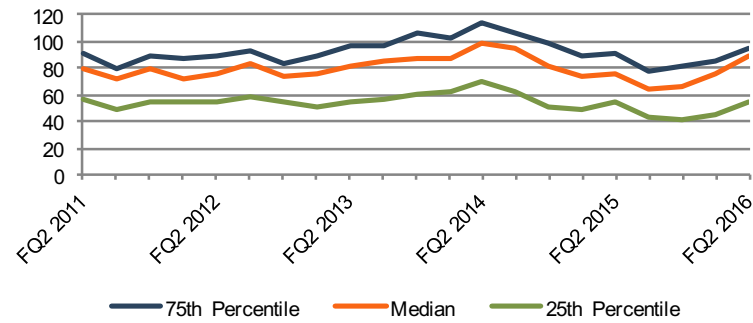 120
100
80
60
40
20
0
FQ2 2011
FQ2 2012
FQ2 2013
FQ2 2014
FQ2 2015
FQ2 2016
75th Percentile Median 25th Percentile